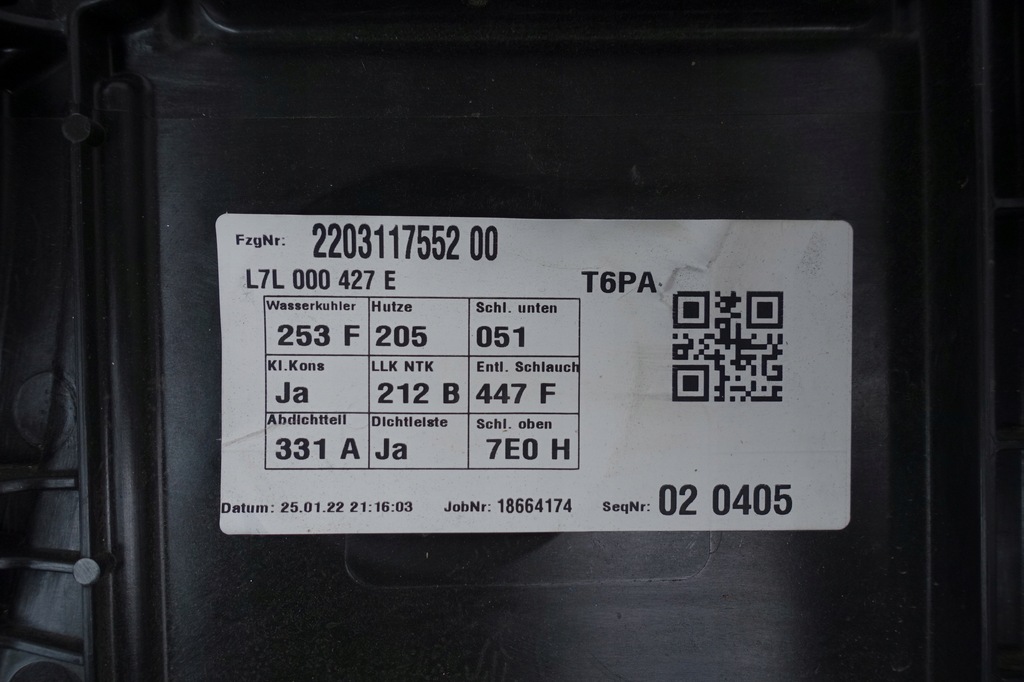 FzgNr: 2203117552 00
L7L 000 427 E T6PA
Wasserkuhler Hutze Schl. unten
253 F 205 051
Kl.Kons LLK NTK Entl. Schlauch
Ja 212 B 447 F
Abdichtteil Dichtleiste Schl. oben
331 A Ja 7E0 H
Datum: 25.01.22 21:16:03 JobNr: 18664174 SeqNr: 02 0405